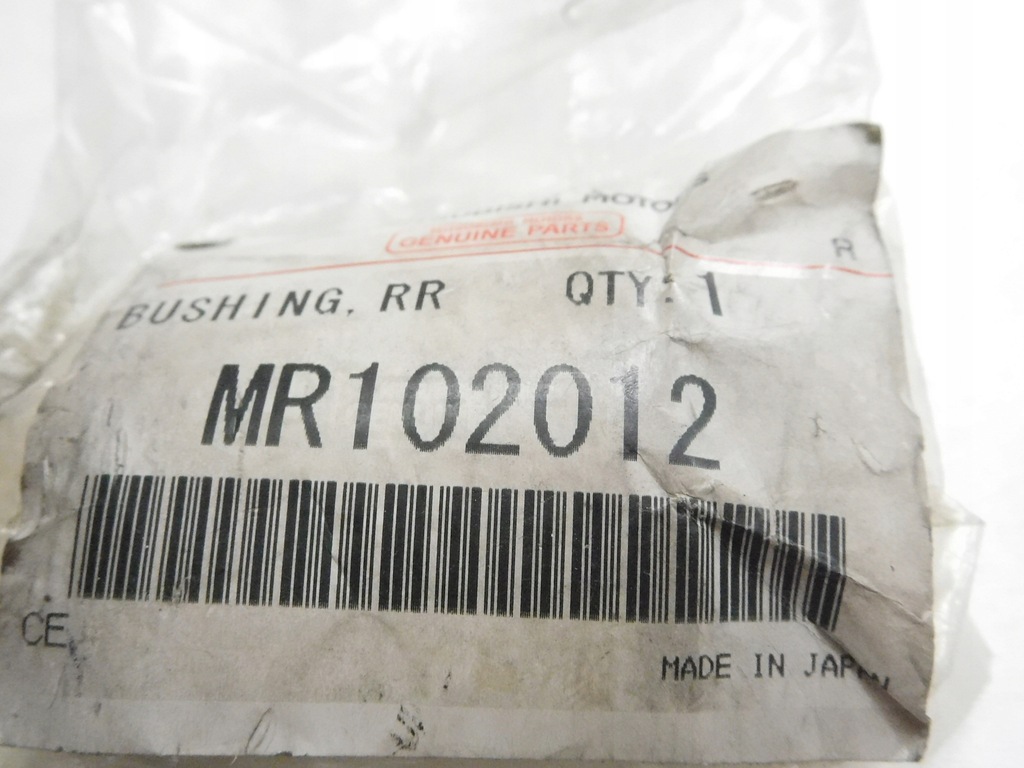 GENUINE PARTS
R
BUSHING, RR QTY: 1
MR102012
CE
MADE IN JAPAN